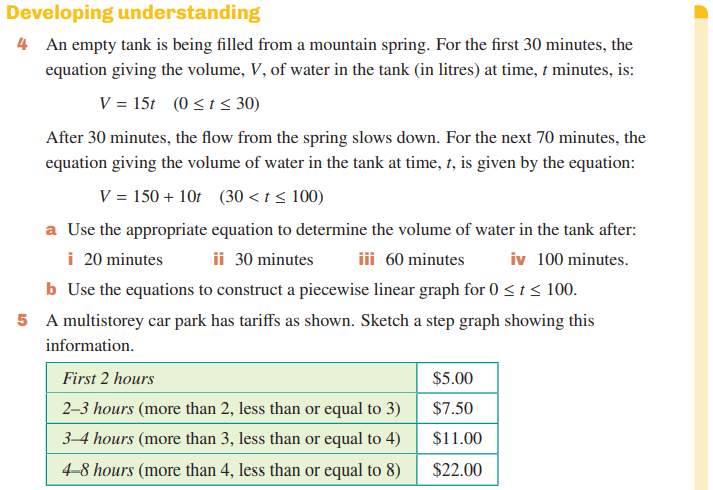 Developing understanding
4 An empty tank is being filled from a mountain spring. For the first 30 minutes, the
equation giving the volume, V, of water in the tank (in litres) at time, t minutes, is:
V = 15t (0 ≤ t ≤ 30)
After 30 minutes, the flow from the spring slows down. For the next 70 minutes, the
equation giving the volume of water in the tank at time, t, is given by the equation:
V = 150 + 10t (30 < t ≤ 100)
a Use the appropriate equation to determine the volume of water in the tank after:
i 20 minutes ii 30 minutes iii 60 minutes iv 100 minutes.
b Use the equations to construct a piecewise linear graph for 0 ≤ t ≤ 100.
5 A multistorey car park has tariffs as shown. Sketch a step graph showing this
information.
First 2 hours $5.00
2–3 hours (more than 2, less than or equal to 3) $7.50
3–4 hours (more than 3, less than or equal to 4) $11.00
4–8 hours (more than 4, less than or equal to 8) $22.00